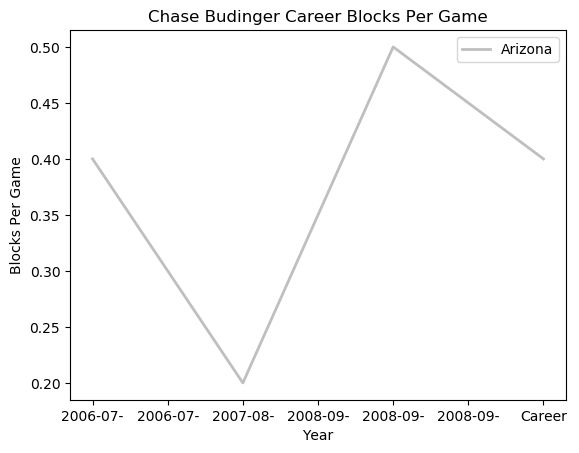 Chase Budinger Career Blocks Per Game
Arizona
0.50
0.45
0.40
0.35
0.30
0.25
0.20
Blocks Per Game
2006-07- 2006-07- 2007-08- 2008-09- 2008-09- 2008-09- Career
Year